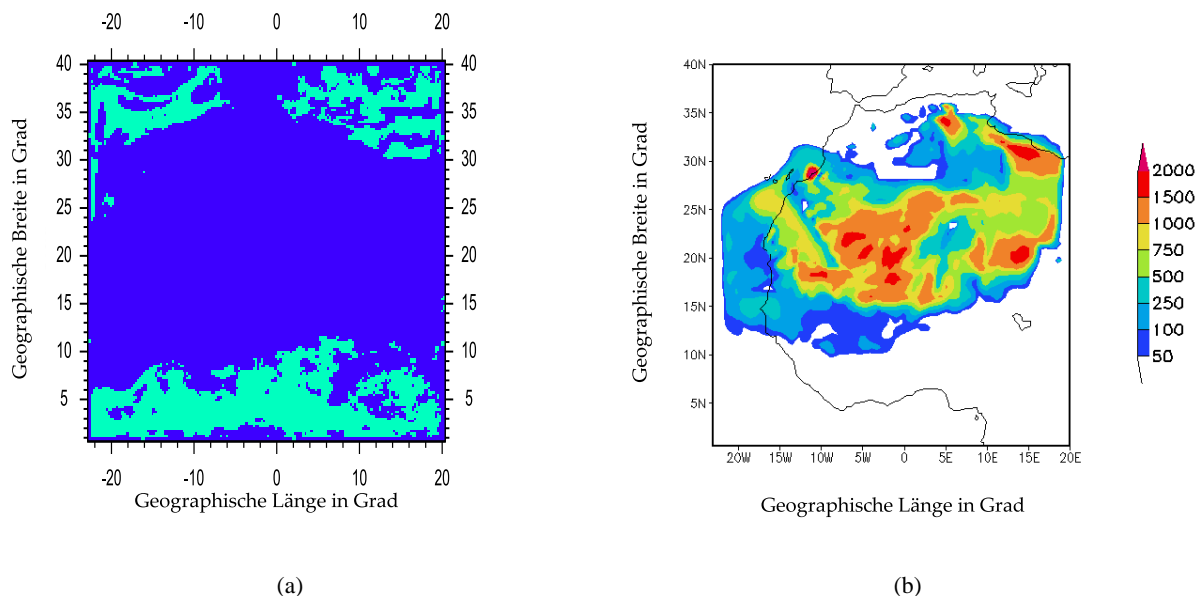 -20 -10 0 10 20
40 40
35 35
30 30
25 25
20 20
15 15
10 10
5 5
-20 -10 0 10 20
Geographische Breite in Grad
Geographische Länge in Grad
(a)
40N
35N
30N
25N
20N
15N
10N
5N
20W 15W 10W 5W 0 5E 10E 15E 20E
Geographische Breite in Grad
Geographische Länge in Grad
2000
1500
1000
750
500
250
100
50
(b)